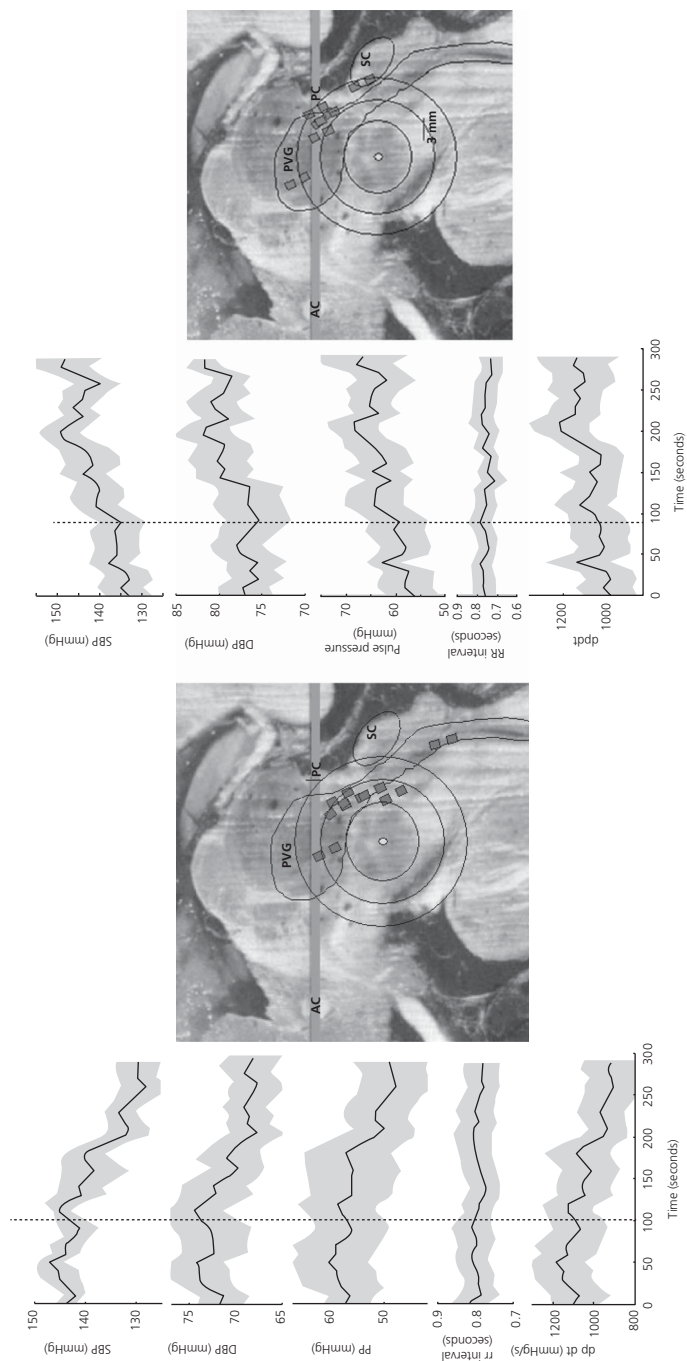 150
140
130
SBP (mmHg)
75
70
65
DBP (mmHg)
60
50
PP (mmHg)
0.9
0.8
0.7
rr interval
(seconds)
1200
1000
800
dp dt (mmHg/s)
0
50
100
150
200
250
300
Time (seconds)
AC
PVG
PC
SC
150
140
130
SBP (mmHg)
85
80
75
70
DBP (mmHg)
70
60
Pulse pressure
(mmHg)
0.9
0.8
0.7
0.6
RR interval
(seconds)
1200
1000
dpdt
0
50
100
150
200
250
300
Time (seconds)
AC
PVG
PC
SC
3 mm